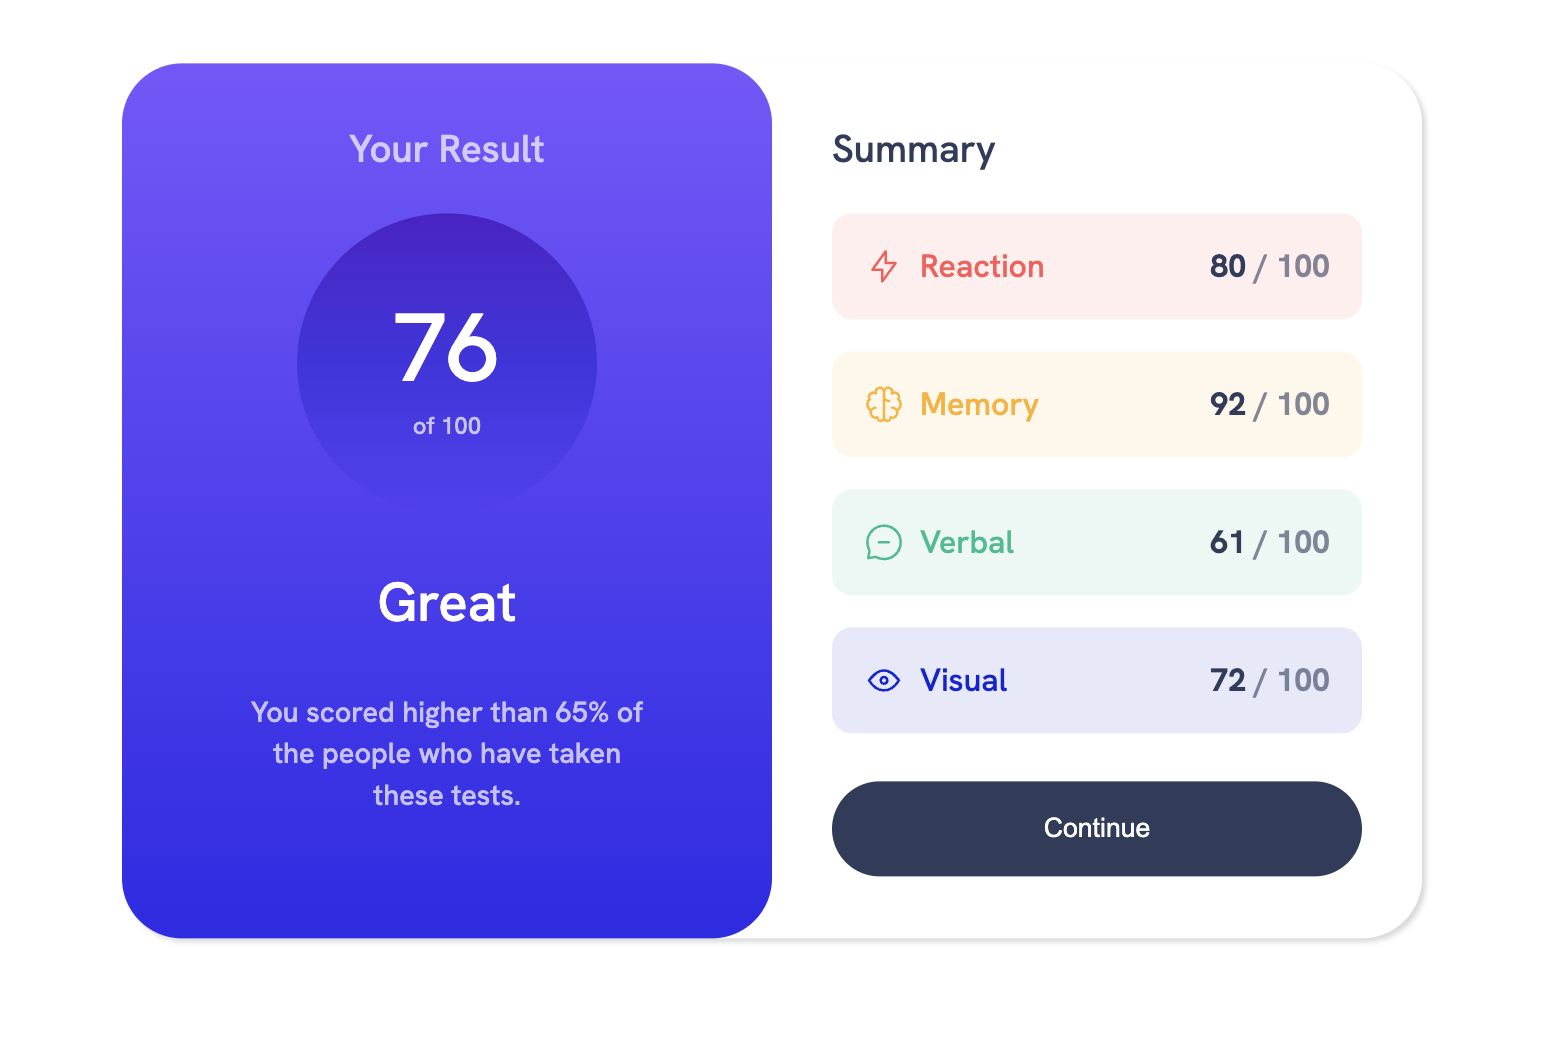 Your Result
76
of 100
Great
You scored higher than 65% of
the people who have taken
these tests.
Summary
Reaction 80 / 100
Memory 92 / 100
Verbal 61 / 100
Visual 72 / 100
Continue